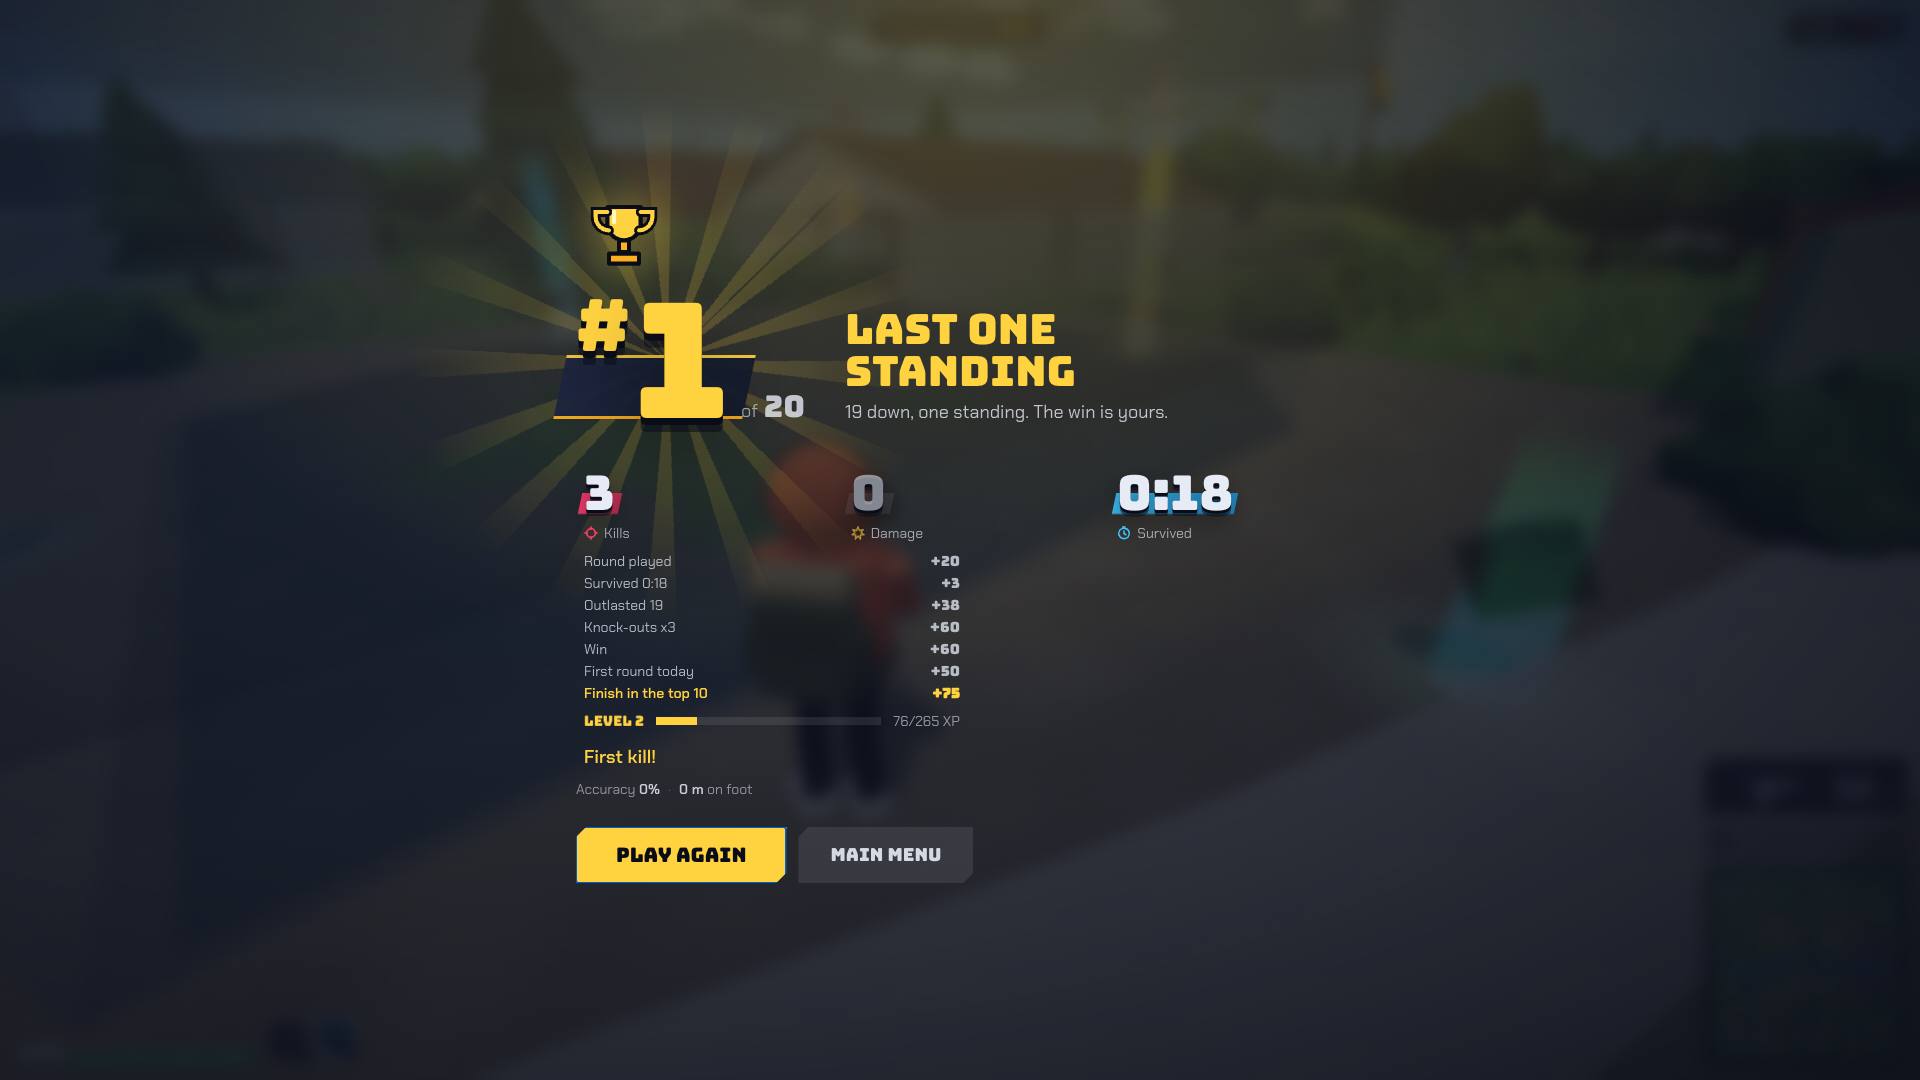 #1 of 20
LAST ONE
STANDING
19 down, one standing. The win is yours.
3
Kills
0
Damage
0:18
Survived
Round played +20
Survived 0:18 +3
Outlasted 19 +38
Knock-outs x3 +60
Win +60
First round today +50
Finish in the top 10 +75
LEVEL 2 76/265 XP
First kill!
Accuracy 0% · 0 m on foot
PLAY AGAIN
MAIN MENU